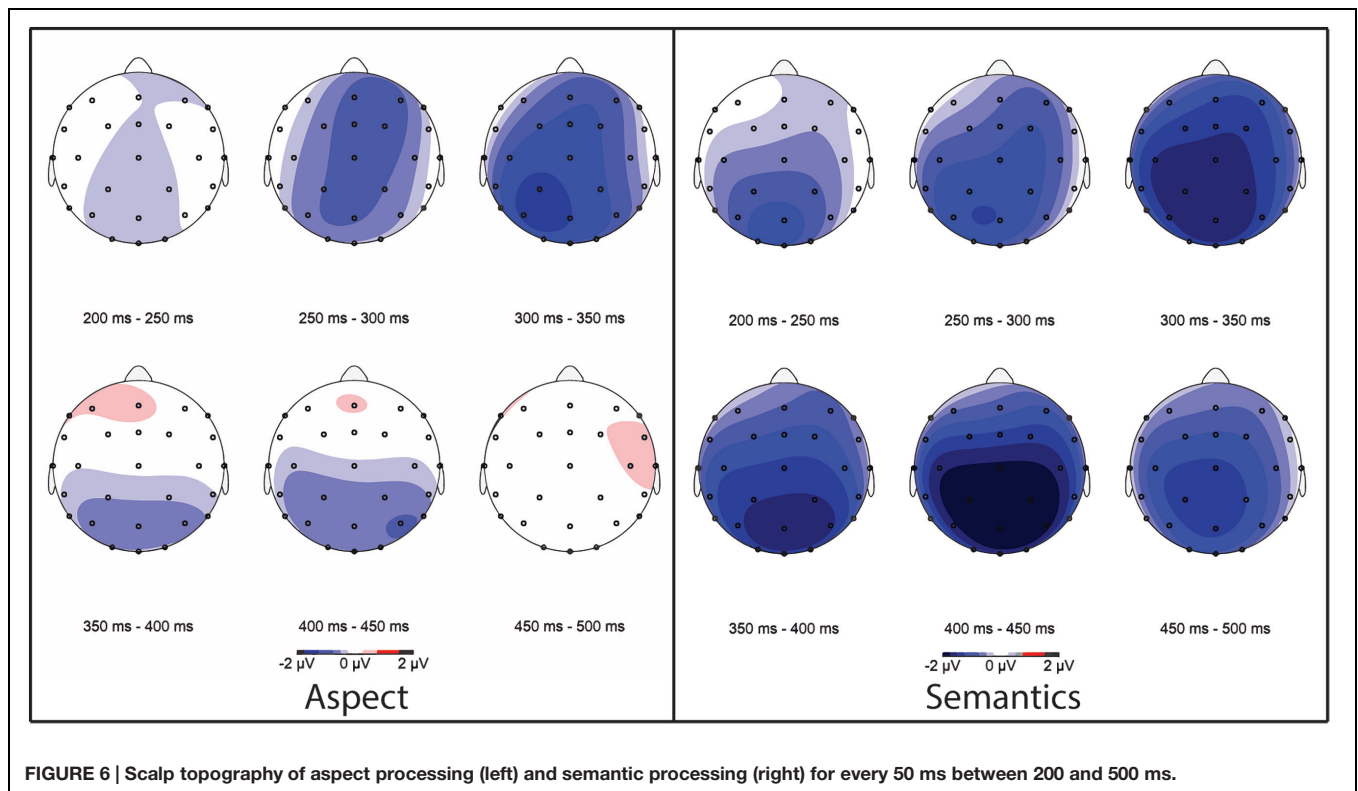 200 ms - 250 ms
250 ms - 300 ms
300 ms - 350 ms
350 ms - 400 ms
400 ms - 450 ms
450 ms - 500 ms
-2 µV 0 µV 2 µV
Aspect
200 ms - 250 ms
250 ms - 300 ms
300 ms - 350 ms
350 ms - 400 ms
400 ms - 450 ms
450 ms - 500 ms
-2 µV 0 µV 2 µV
Semantics
FIGURE 6 | Scalp topography of aspect processing (left) and semantic processing (right) for every 50 ms between 200 and 500 ms.